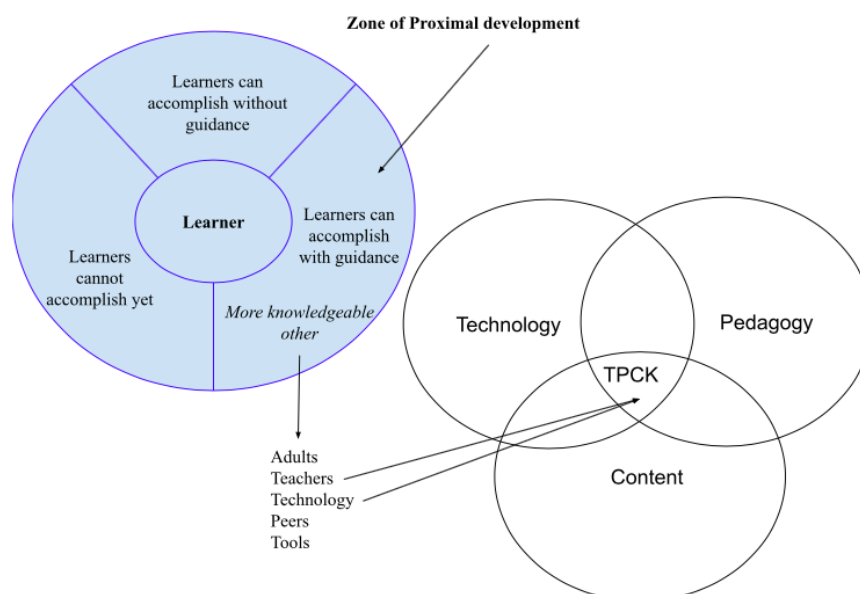 Zone of Proximal development
Learners can
accomplish without
guidance
Learner
Learners can
accomplish
with guidance
Learners
cannot
accomplish yet
More knowledgeable
other
Adults
Teachers
Technology
Peers
Tools
Technology
Pedagogy
TPCK
Content